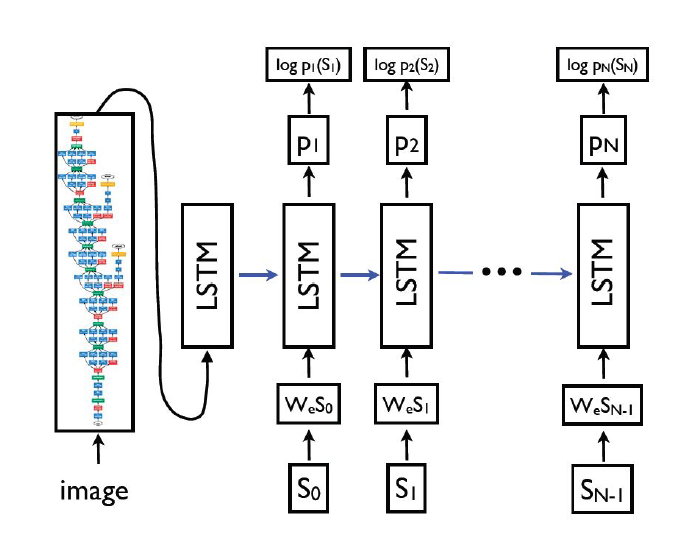 log p1(S1) log p2(S2) log pN(SN)
p1 p2 pN
LSTM LSTM LSTM LSTM
WeS0 WeS1 WeSN-1
image S0 S1 SN-1